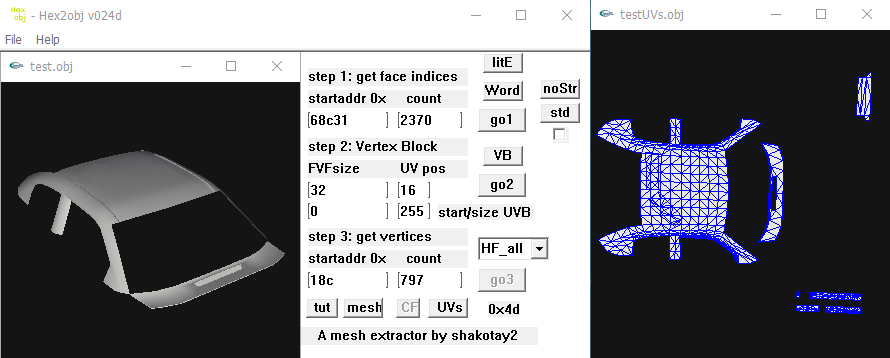 Hex obj - Hex2obj v024d
File Help
test.obj
step 1: get face indices
startaddr 0x count
68c31 2370
step 2: Vertex Block
FVFsize UV pos
32 16
0 255 start/size UVB
step 3: get vertices
startaddr 0x count
18c 797
tut mesh CF UVs
A mesh extractor by shakotay2
litE
Word
go1
VB
go2
HF_all
go3
0x4d
noStr
std
testUVs.obj